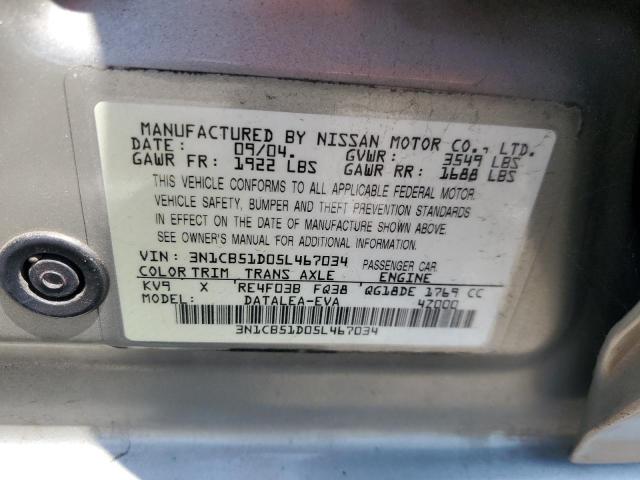 MANUFACTURED BY NISSAN MOTOR CO., LTD.
DATE: 09/04. GVWR: 3549 LBS
GAWR FR: 1922 LBS GAWR RR: 1688 LBS
THIS VEHICLE CONFORMS TO ALL APPLICABLE FEDERAL MOTOR
VEHICLE SAFETY, BUMPER AND THEFT PREVENTION STANDARDS
IN EFFECT ON THE DATE OF MANUFACTURE SHOWN ABOVE.
SEE OWNER'S MANUAL FOR ADDITIONAL INFORMATION.
VIN: 3N1CB51D05L467034 PASSENGER CAR
COLOR TRIM TRANS AXLE ENGINE
KV9 X RE4F03B FQ38 QG18DE 1769 CC
MODEL: DATALEA-EVA 47000
3N1CB51D05L467034